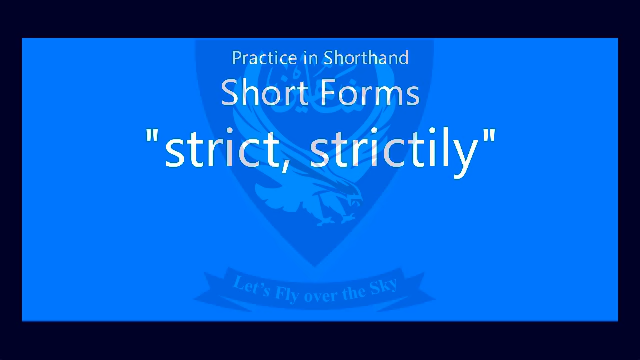 Practice in Shorthand
Short Forms
"strict, strictily"
Let's Fly over the Sky